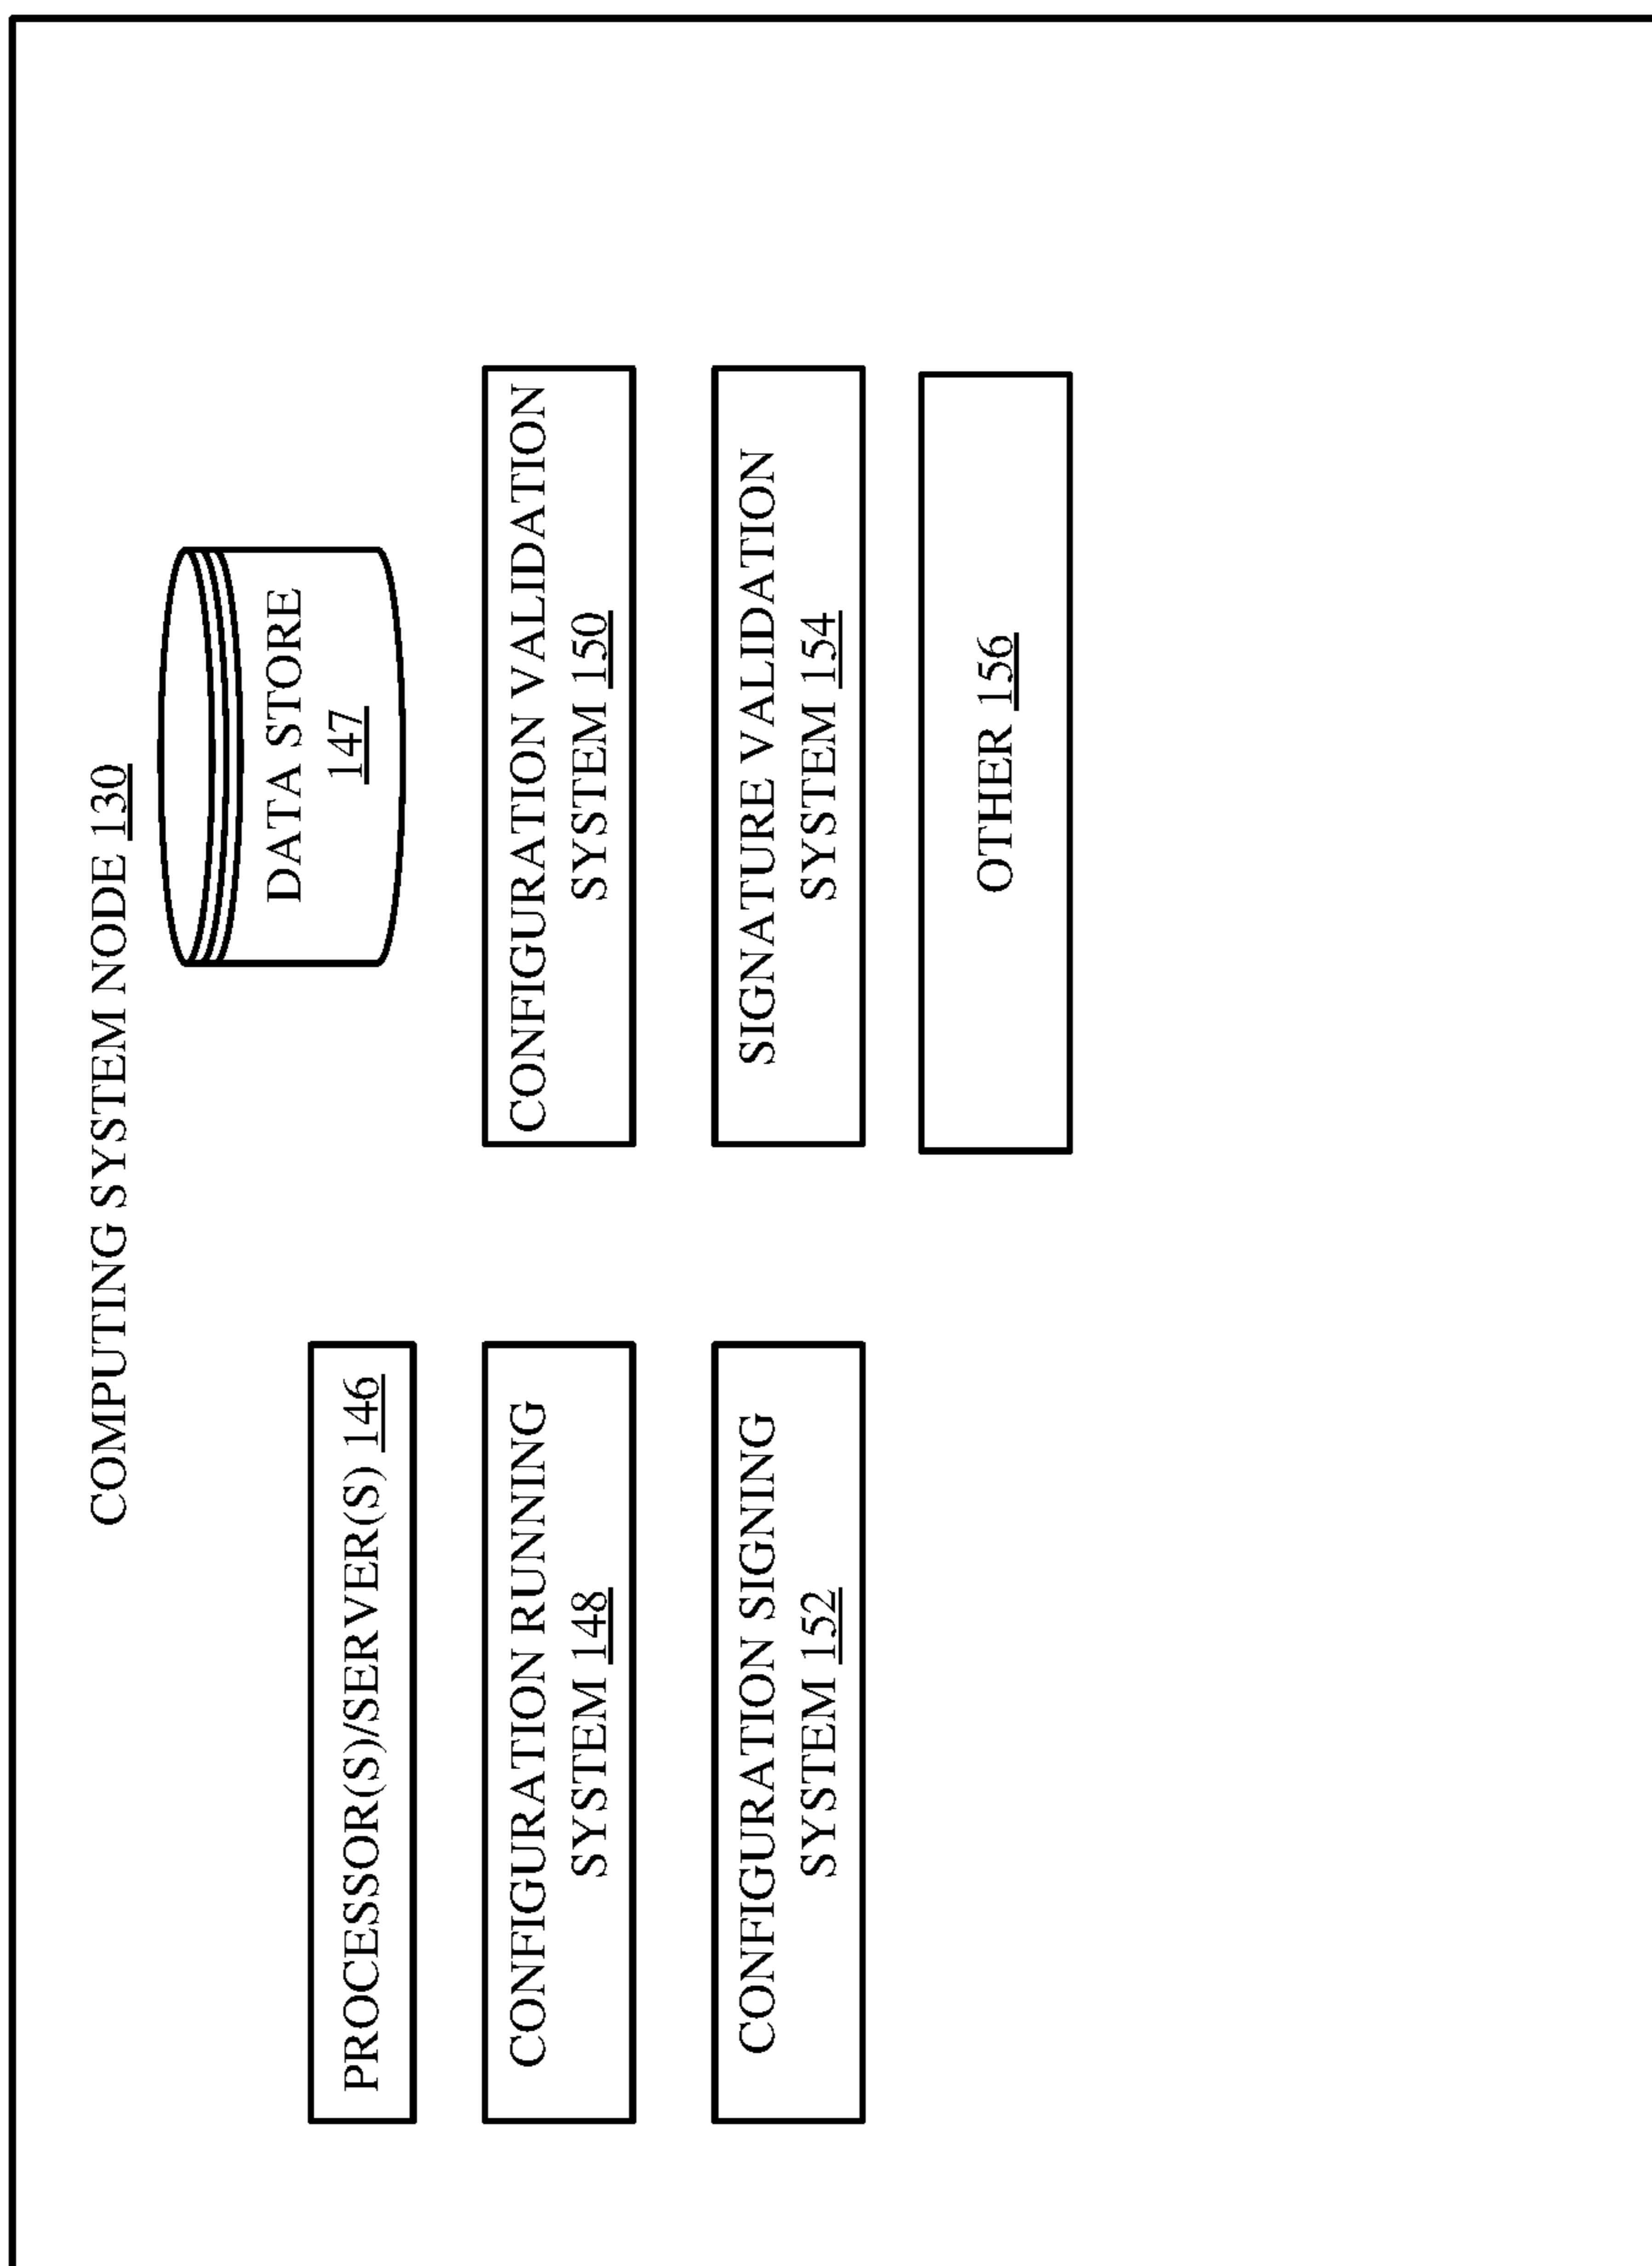 COMPUTING SYSTEM NODE 130
PROCESSOR(S)/SERVER(S) 146
DATA STORE
147
CONFIGURATION RUNNING
SYSTEM 148
CONFIGURATION VALIDATION
SYSTEM 150
CONFIGURATION SIGNING
SYSTEM 152
SIGNATURE VALIDATION
SYSTEM 154
OTHER 156